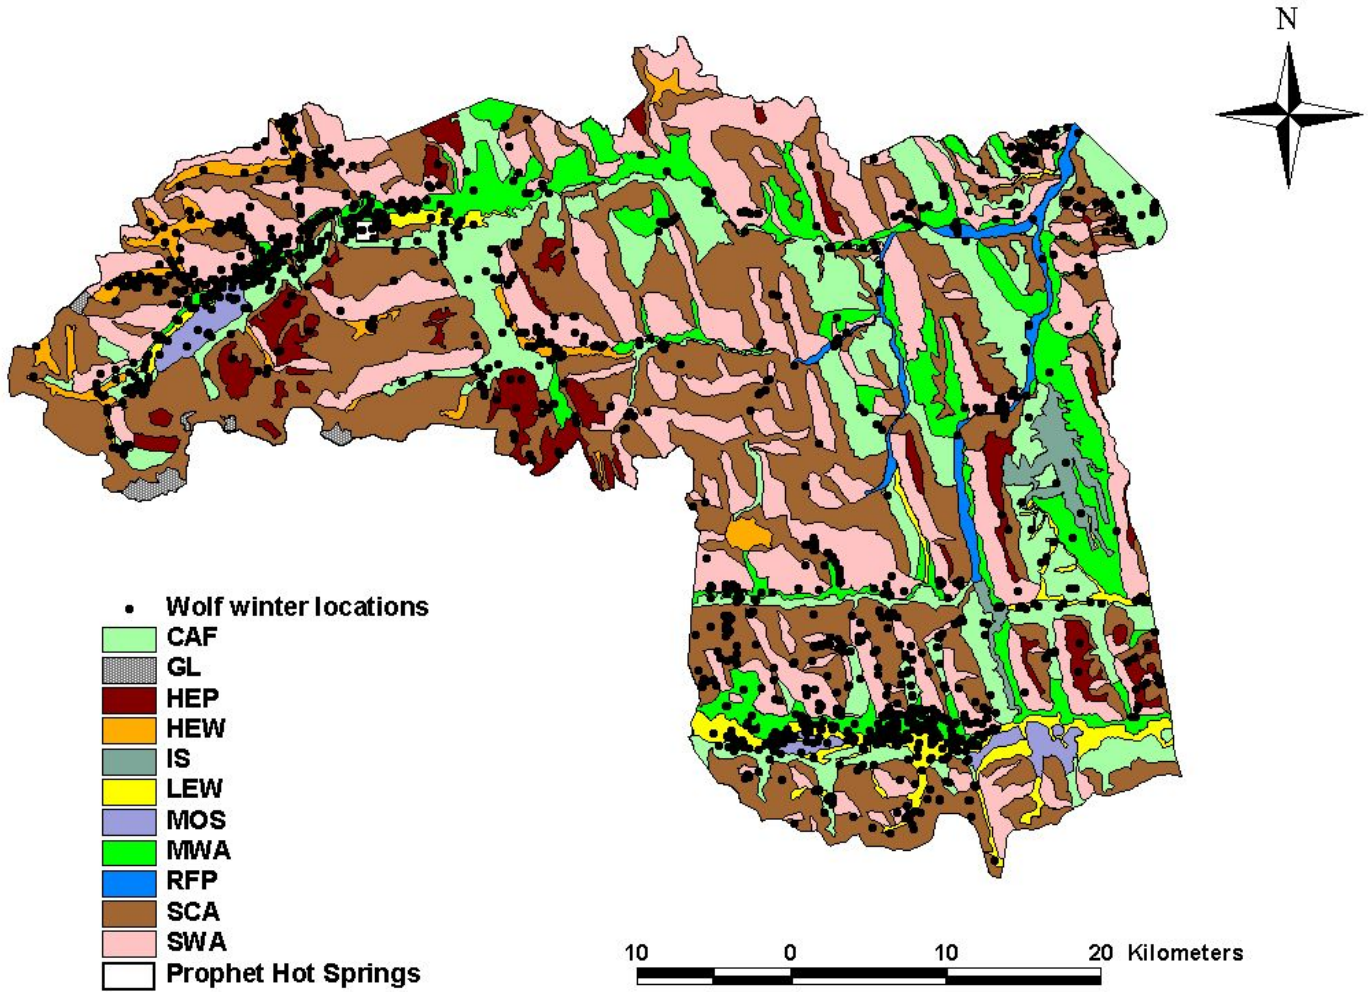 N
Wolf winter locations
CAF
GL
HEP
HEW
IS
LEW
MOS
MWA
RFP
SCA
SWA
Prophet Hot Springs
10 0 10 20 Kilometers